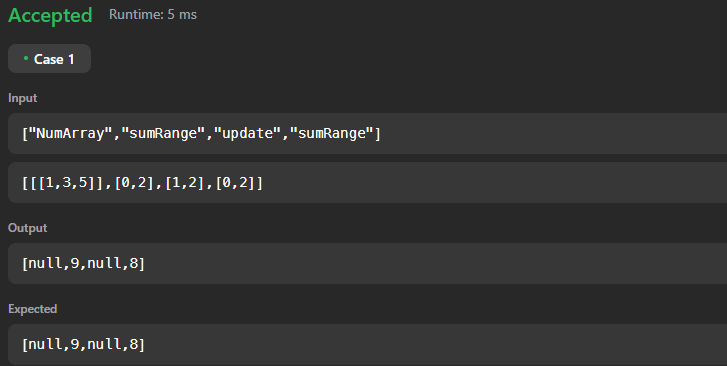 Accepted Runtime: 5 ms
• Case 1
Input
["NumArray","sumRange","update","sumRange"]
[[[1,3,5]],[0,2],[1,2],[0,2]]
Output
[null,9,null,8]
Expected
[null,9,null,8]